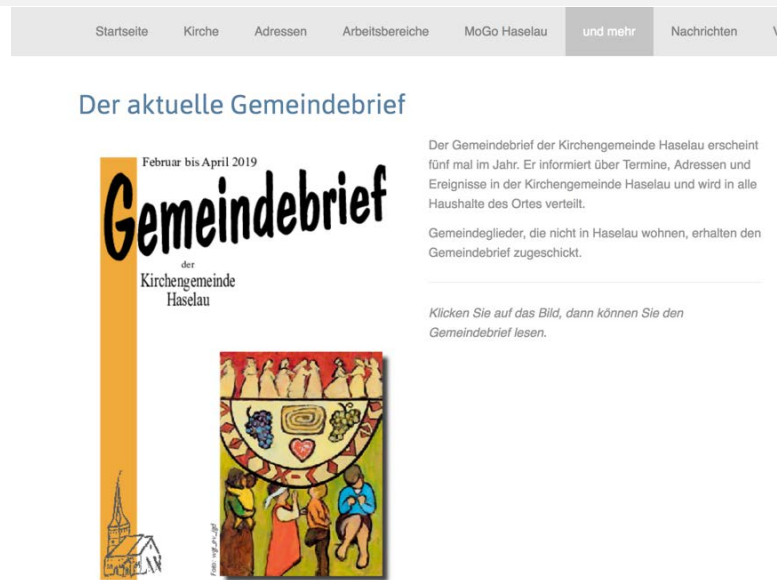 Startseite Kirche Adressen Arbeitsbereiche MoGo Haselau und mehr Nachrichten
Der aktuelle Gemeindebrief
Februar bis April 2019
Gemeindebrief
der
Kirchengemeinde
Haselau
Der Gemeindebrief der Kirchengemeinde Haselau erscheint
fünf mal im Jahr. Er informiert über Termine, Adressen und
Ereignisse in der Kirchengemeinde Haselau und wird in alle
Haushalte des Ortes verteilt.
Gemeindeglieder, die nicht in Haselau wohnen, erhalten den
Gemeindebrief zugeschickt.
Klicken Sie auf das Bild, dann können Sie den
Gemeindebrief lesen.
Foto: